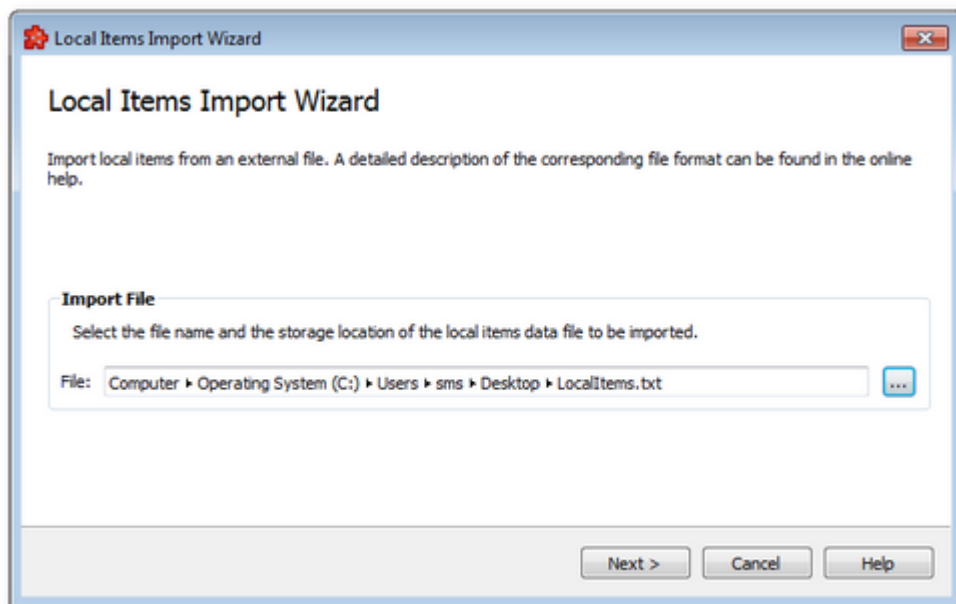 Local Items Import Wizard
Local Items Import Wizard
Import local items from an external file. A detailed description of the corresponding file format can be found in the online
help.
Import File
Select the file name and the storage location of the local items data file to be imported.
File: Computer ▸ Operating System (C:) ▸ Users ▸ sms ▸ Desktop ▸ LocalItems.txt ...
Next > Cancel Help